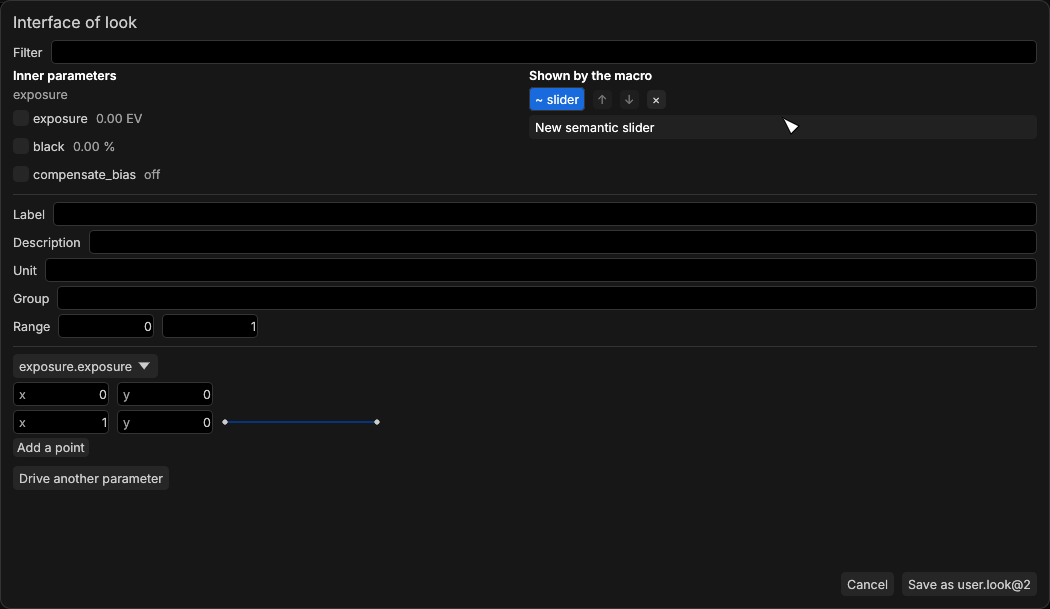 Interface of look
Filter
Inner parameters
exposure
exposure 0.00 EV
black 0.00 %
compensate_bias off
Shown by the macro
~ slider ↑ ↓ ×
New semantic slider
Label
Description
Unit
Group
Range 0 1
exposure.exposure
x 0 y 0
x 1 y 0
Add a point
Drive another parameter
Cancel Save as user.look@2